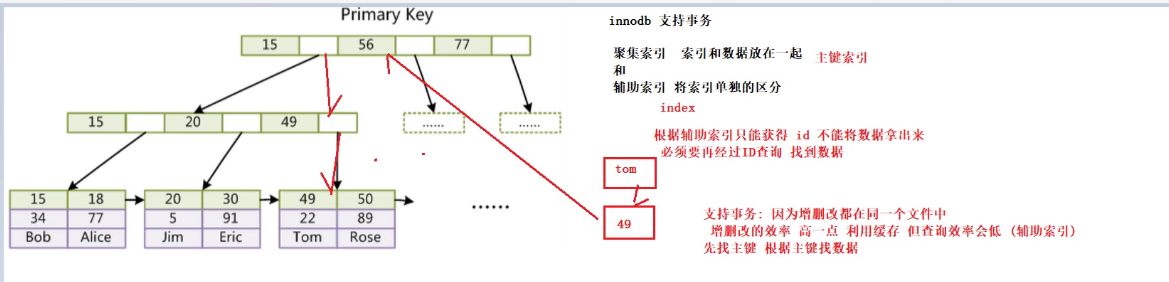 Primary Key
15 56 77
15 20 49 ...... ......
15 18 20 30 49 50
34 77 5 91 22 89 ......
Bob Alice Jim Eric Tom Rose
innodb 支持事务
聚集索引 索引和数据放在一起 主键索引
和
辅助索引 将索引单独的区分
index
根据辅助索引只能获得 id 不能将数据拿出来
必须要再经过ID查询 找到数据
tom
49
支持事务: 因为增删改都在同一个文件中
增删改的效率 高一点 利用缓存 但查询效率会低 (辅助索引)
先找主键 根据主键找数据